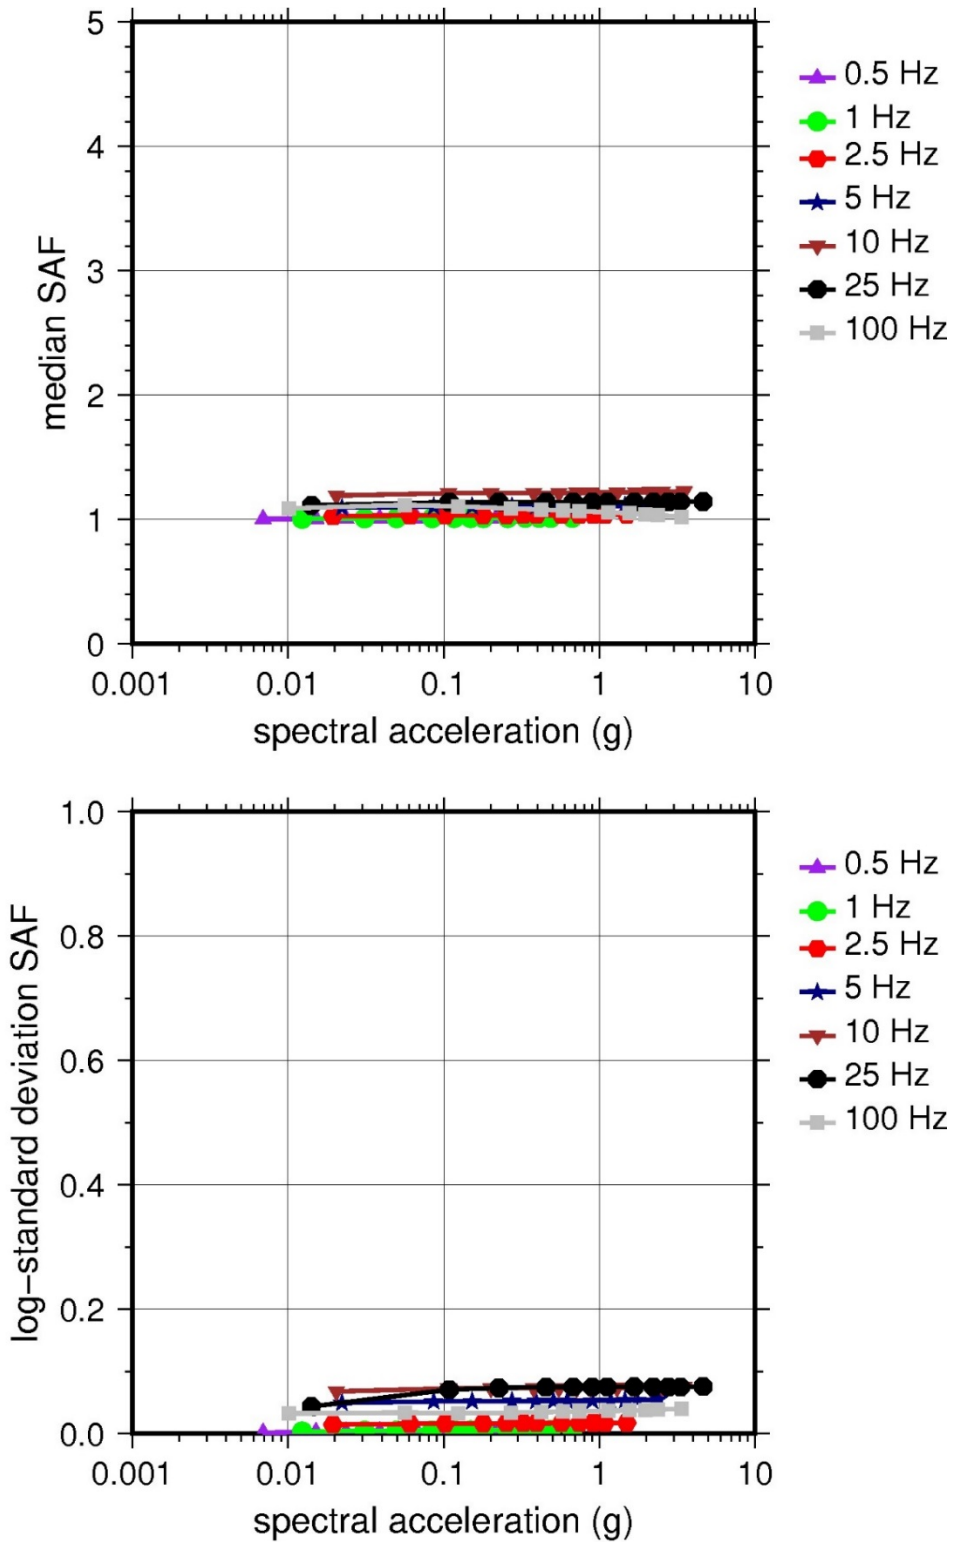 5
4
3
2
1
0
median SAF
0.001 0.01 0.1 1 10
spectral acceleration (g)
0.5 Hz
1 Hz
2.5 Hz
5 Hz
10 Hz
25 Hz
100 Hz
1.0
0.8
0.6
0.4
0.2
0.0
log-standard deviation SAF
0.001 0.01 0.1 1 10
spectral acceleration (g)
0.5 Hz
1 Hz
2.5 Hz
5 Hz
10 Hz
25 Hz
100 Hz